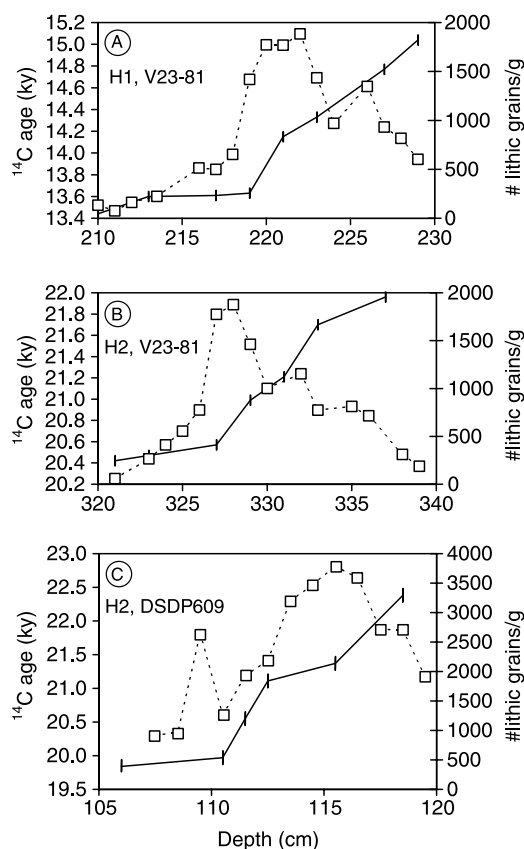 A
H1, V23-81
15.2
15.0
14.8
14.6
14.4
14.2
14.0
13.8
13.6
13.4
¹⁴C age (ky)
2000
1500
1000
500
0
# lithic grains/g
210 215 220 225 230
B
H2, V23-81
22.0
21.8
21.6
21.4
21.2
21.0
20.8
20.6
20.4
20.2
¹⁴C age (ky)
2000
1500
1000
500
0
#lithic grains/g
320 325 330 335 340
C
H2, DSDP609
23.0
22.5
22.0
21.5
21.0
20.5
20.0
19.5
¹⁴C age (ky)
4000
3500
3000
2500
2000
1500
1000
500
0
#lithic grains/g
105 110 115 120
Depth (cm)